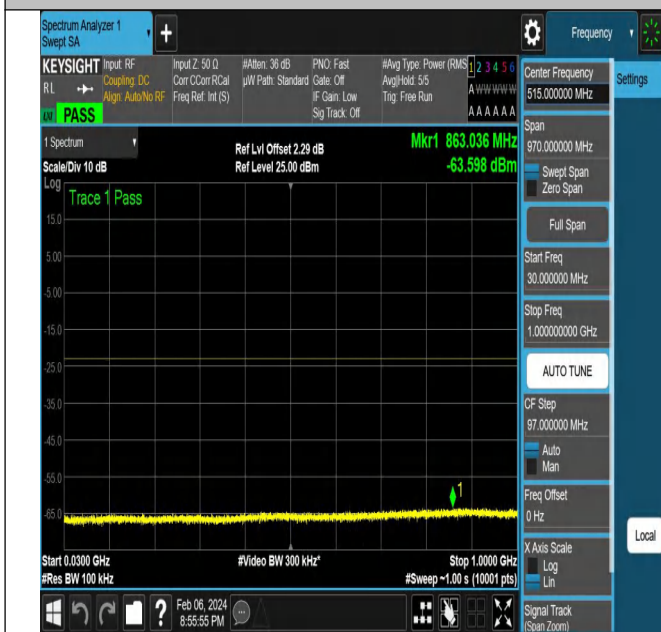 Spectrum Analyzer 1
Swept SA
Frequency
KEYSIGHT
Input: RF
Coupling: DC
Align: Auto/No RF
Input Z: 50 Ω
Corr CCorr RCal
Freq Ref: Int (S)
#Atten: 36 dB
µW Path: Standard
PNO: Fast
Gate: Off
IF Gain: Low
Sig Track: Off
#Avg Type: Power (RMS
Avg|Hold: 5/5
Trig: Free Run
1 2 3 4 5 6
A W W W W W
A A A A A A
R L
LXI
PASS
1 Spectrum
Scale/Div 10 dB
Ref Lvl Offset 2.29 dB
Ref Level 25.00 dBm
Mkr1 863.036 MHz
-63.598 dBm
Log
Trace 1 Pass
15.0
5.00
-5.00
-15.0
-25.0
-35.0
-45.0
-55.0
-65.0
1
Start 0.0300 GHz
#Res BW 100 kHz
#Video BW 300 kHz*
Stop 1.0000 GHz
#Sweep ~1.00 s (10001 pts)
Feb 06, 2024
8:55:55 PM
Center Frequency
515.000000 MHz
Settings
Span
970.000000 MHz
Swept Span
Zero Span
Full Span
Start Freq
30.000000 MHz
Stop Freq
1.000000000 GHz
AUTO TUNE
CF Step
97.000000 MHz
Auto
Man
Freq Offset
0 Hz
Local
X Axis Scale
Log
Lin
Signal Track
(Span Zoom)